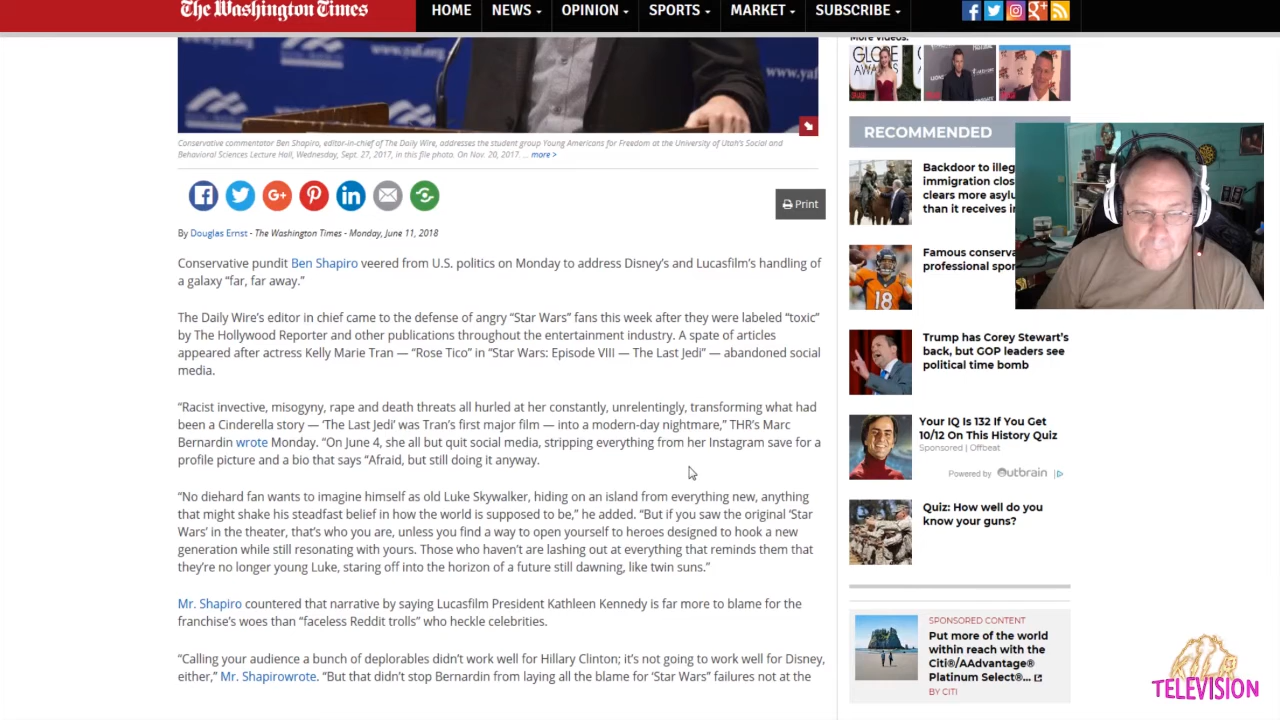 The Washington Times
HOME NEWS OPINION SPORTS MARKET SUBSCRIBE
www.yaf.org
www.ya
Conservative commentator Ben Shapiro, editor-in-chief of The Daily Wire, addresses the student group Young Americans for Freedom at the University of Utah's Social and
Behavioral Sciences Lecture Hall, Wednesday, Sept. 27, 2017, in this file photo. On Nov. 20, 2017. ... more >
Print
By Douglas Ernst - The Washington Times - Monday, June 11, 2018
Conservative pundit Ben Shapiro veered from U.S. politics on Monday to address Disney's and Lucasfilm's handling of
a galaxy “far, far away.”
The Daily Wire's editor in chief came to the defense of angry “Star Wars” fans this week after they were labeled “toxic”
by The Hollywood Reporter and other publications throughout the entertainment industry. A spate of articles
appeared after actress Kelly Marie Tran — “Rose Tico” in “Star Wars: Episode VIII — The Last Jedi” — abandoned social
media.
“Racist invective, misogyny, rape and death threats all hurled at her constantly, unrelentingly, transforming what had
been a Cinderella story — ‘The Last Jedi’ was Tran's first major film — into a modern-day nightmare,” THR's Marc
Bernardin wrote Monday. “On June 4, she all but quit social media, stripping everything from her Instagram save for a
profile picture and a bio that says “Afraid, but still doing it anyway.
“No diehard fan wants to imagine himself as old Luke Skywalker, hiding on an island from everything new, anything
that might shake his steadfast belief in how the world is supposed to be,” he added. “But if you saw the original ‘Star
Wars’ in the theater, that's who you are, unless you find a way to open yourself to heroes designed to hook a new
generation while still resonating with yours. Those who haven't are lashing out at everything that reminds them that
they're no longer young Luke, staring off into the horizon of a future still dawning, like twin suns.”
Mr. Shapiro countered that narrative by saying Lucasfilm President Kathleen Kennedy is far more to blame for the
franchise's woes than “faceless Reddit trolls” who heckle celebrities.
“Calling your audience a bunch of deplorables didn't work well for Hillary Clinton; it's not going to work well for Disney,
either,” Mr. Shapirowrote. “But that didn't stop Bernardin from laying all the blame for ‘Star Wars” failures not at the
More videos:
GLOBE
AWA
RECOMMENDED
Backdoor to illeg
immigration clos
clears more asylu
than it receives i
Famous conserva
professional spor
18
Trump has Corey Stewart's
back, but GOP leaders see
political time bomb
Your IQ Is 132 If You Get
10/12 On This History Quiz
Sponsored | Offbeat
Powered by Outbrain
Quiz: How well do you
know your guns?
SPONSORED CONTENT
Put more of the world
within reach with the
Citi®/AAdvantage®
Platinum Select®...
BY CITI
TELEVISION